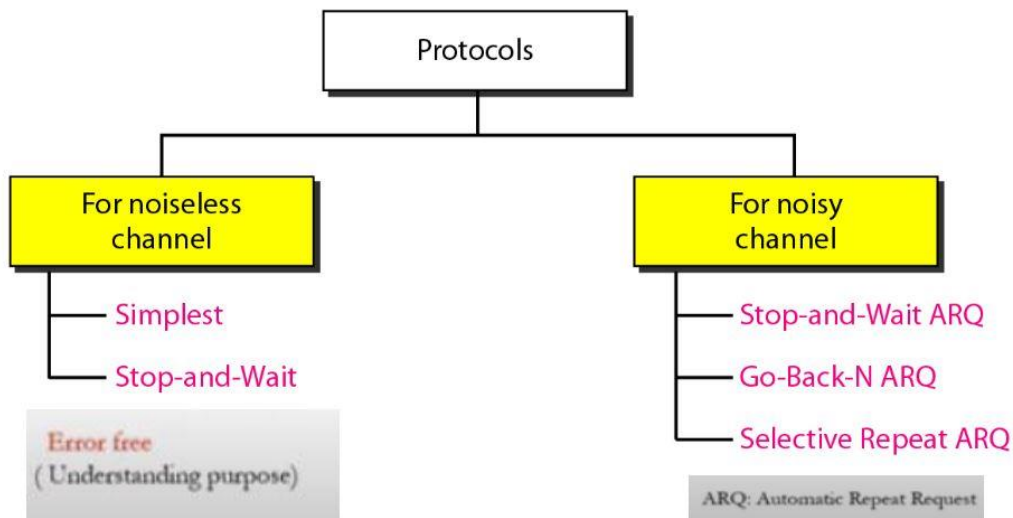 Protocols
For noiseless
channel
Simplest
Stop-and-Wait
Error free
( Understanding purpose)
For noisy
channel
Stop-and-Wait ARQ
Go-Back-N ARQ
Selective Repeat ARQ
ARQ: Automatic Repeat Request